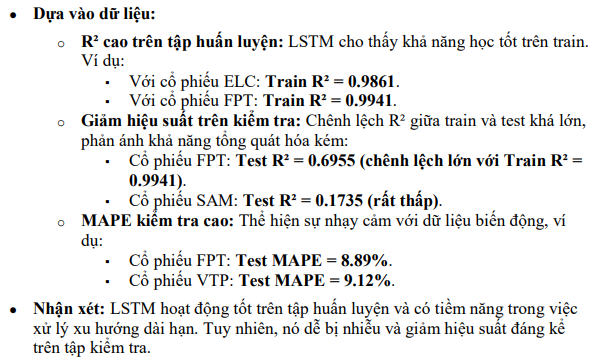 • Dựa vào dữ liệu:
o R² cao trên tập huấn luyện: LSTM cho thấy khả năng học tốt trên train.
Ví dụ:
▪ Với cổ phiếu ELC: Train R² = 0.9861.
▪ Với cổ phiếu FPT: Train R² = 0.9941.
o Giảm hiệu suất trên kiểm tra: Chênh lệch R² giữa train và test khá lớn,
phản ánh khả năng tổng quát hóa kém:
▪ Cổ phiếu FPT: Test R² = 0.6955 (chênh lệch lớn với Train R² =
0.9941).
▪ Cổ phiếu SAM: Test R² = 0.1735 (rất thấp).
o MAPE kiểm tra cao: Thể hiện sự nhạy cảm với dữ liệu biến động, ví
dụ:
▪ Cổ phiếu FPT: Test MAPE = 8.89%.
▪ Cổ phiếu VTP: Test MAPE = 9.12%.
• Nhận xét: LSTM hoạt động tốt trên tập huấn luyện và có tiềm năng trong việc
xử lý xu hướng dài hạn. Tuy nhiên, nó dễ bị nhiễu và giảm hiệu suất đáng kể
trên tập kiểm tra.